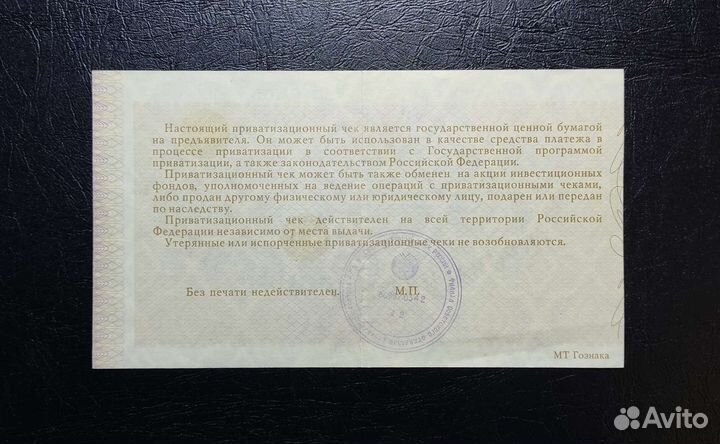 Настоящий приватизационный чек является государственной ценной бумагой
на предъявителя. Он может быть использован в качестве средства платежа в
процессе приватизации в соответствии с Государственной программой
приватизации, а также законодательством Российской Федерации.
Приватизационный чек может быть также обменен на акции инвестиционных
фондов, уполномоченных на ведение операций с приватизационными чеками,
либо продан другому физическому или юридическому лицу, подарен или передан
по наследству.
Приватизационный чек действителен на всей территории Российской
Федерации независимо от места выдачи.
Утерянные или испорченные приватизационные чеки не возобновляются.
Без печати недействителен. М.П.
МТ Гознака
Avito